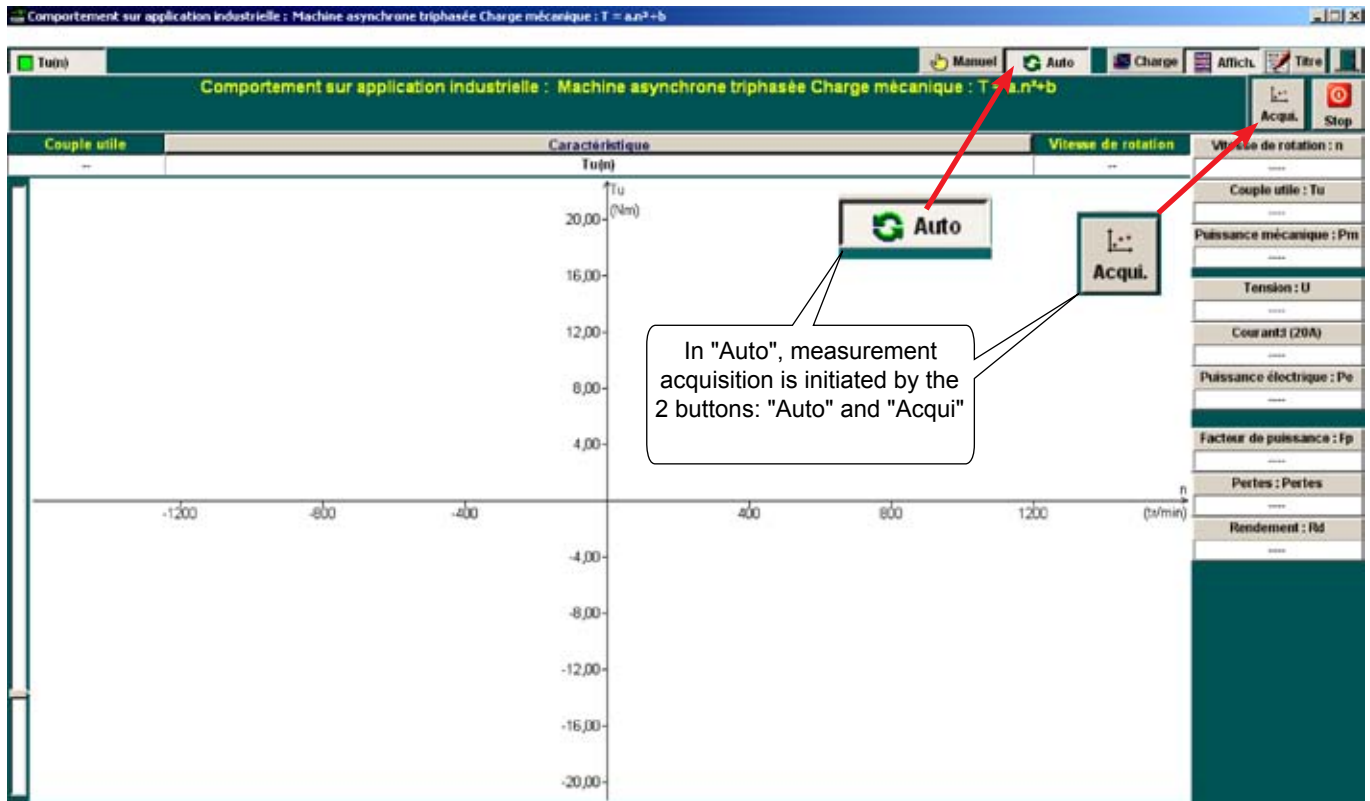 Comportement sur application industrielle : Machine asynchrone triphasée Charge mécanique : T = a.n²+b
Tu(n)
Manuel
Auto
Charge
Affich.
Titre
Comportement sur application industrielle : Machine asynchrone triphasée Charge mécanique : T = a.n²+b
Acqui.
Stop
Couple utile
Caractéristique
Vitesse de rotation
Vitesse de rotation : n
--
Tu(n)
--
----
Couple utile : Tu
----
Puissance mécanique : Pm
----
Tension : U
----
Courant:I (20A)
----
Puissance électrique : Pe
----
Facteur de puissance : Fp
----
Pertes : Pertes
----
Rendement : Rd
----
Tu
(Nm)
20,00
16,00
12,00
8,00
4,00
-1200
-800
-400
400
800
1200
n
(tr/min)
-4,00
-8,00
-12,00
-16,00
-20,00
Auto
Acqui.
In "Auto", measurement
acquisition is initiated by the
2 buttons: "Auto" and "Acqui"